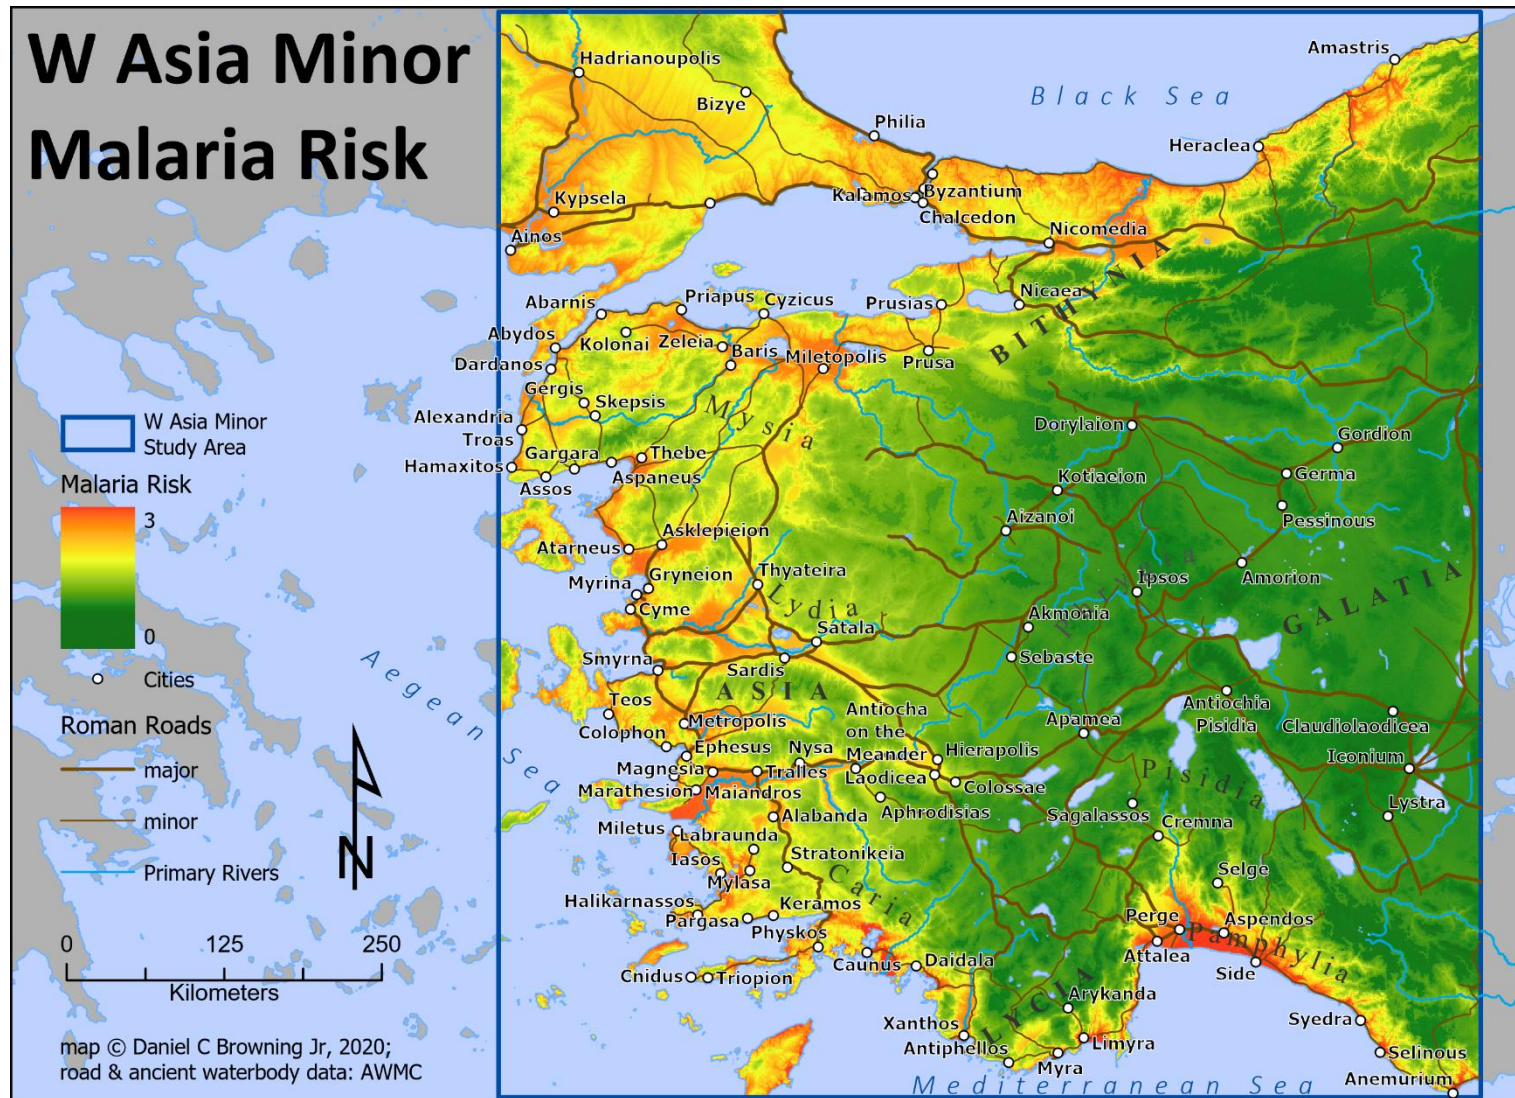 W Asia Minor
Malaria Risk
Hadrianoupolis
Bizye
Philia
Black Sea
Amastris
Heraclea
Kypsela
Kalamos
Byzantium
Chalcedon
Ainos
Nicomedia
Abarnis
Priapus
Cyzicus
Prusias
Nicaea
BITHYNIA
Abydos
Kolonai
Zeleia
Baris
Miletopolis
Prusa
Dardanos
Gergis
Skepsis
Mysia
Alexandria
Troas
Dorylaion
Gordion
Gargara
Thebe
Hamaxitos
Assos
Aspaneus
Kotiaeion
Germa
Aizanoi
Pessinous
Asklepieion
Atarneus
Amorion
Myrina
Gryneion
Thyateira
Ipsos
Cyme
Lydia
Phrygia
GALATIA
Satala
Akmonia
Smyrna
Sardis
Sebaste
Aegean Sea
Teos
ASIA
Antiocha
on the
Meander
Antiochia
Pisidia
Claudiolaodicea
Metropolis
Apamea
Colophon
Ephesus
Nysa
Hierapolis
Iconium
Magnesia
Tralles
Laodicea
Colossae
Pisidia
Marathesion
Maiandros
Aphrodisias
Lystra
Miletus
Labraunda
Alabanda
Sagalassos
Cremna
Iasos
Mylasa
Stratonikeia
Selge
Halikarnassos
Caria
Pargasa
Keramos
Perge
Aspendos
Physkos
Pamphylia
Attalea
Side
Cnidus
Triopion
Caunus
Daidala
LYCIA
Arykanda
Xanthos
Syedra
Antiphellos
Limyra
Myra
Selinous
Anemurium
Mediterranean Sea
W Asia Minor
Study Area
Malaria Risk
3
0
Cities
Roman Roads
major
minor
Primary Rivers
N
0 125 250
Kilometers
map © Daniel C Browning Jr, 2020;
road & ancient waterbody data: AWMC